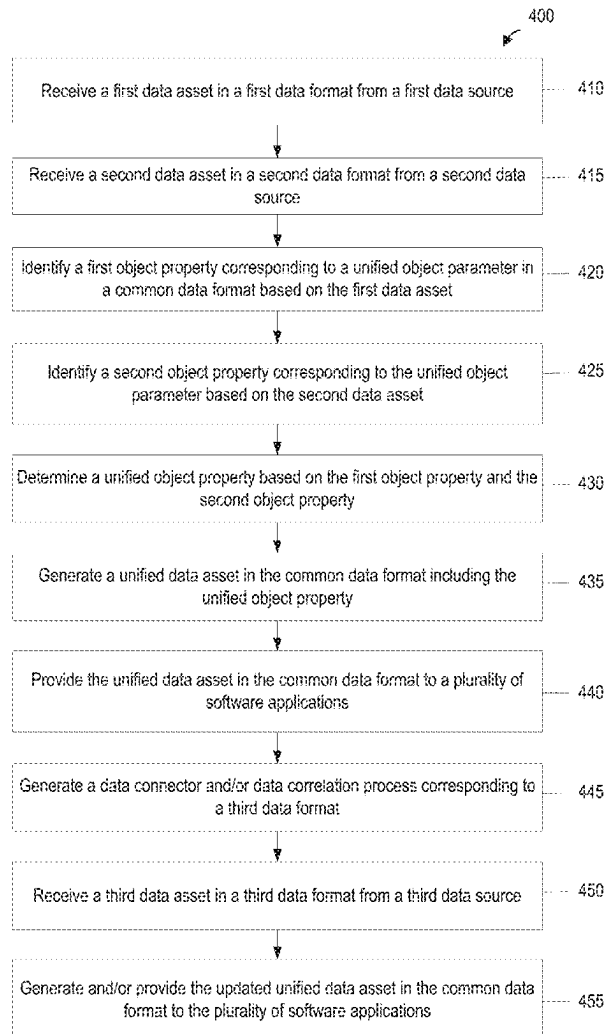 400
Receive a first data asset in a first data format from a first data source
410
Receive a second data asset in a second data format from a second data
source
415
Identify a first object property corresponding to a unified object parameter in
a common data format based on the first data asset
420
Identify a second object property corresponding to the unified object
parameter based on the second data asset
425
Determine a unified object property based on the first object property and the
second object property
430
Generate a unified data asset in the common data format including the
unified object property
435
Provide the unified data asset in the common data format to a plurality of
software applications
440
Generate a data connector and/or data correlation process corresponding to
a third data format
445
Receive a third data asset in a third data format from a third data source
450
Generate and/or provide the updated unified data asset in the common data
format to the plurality of software applications
455